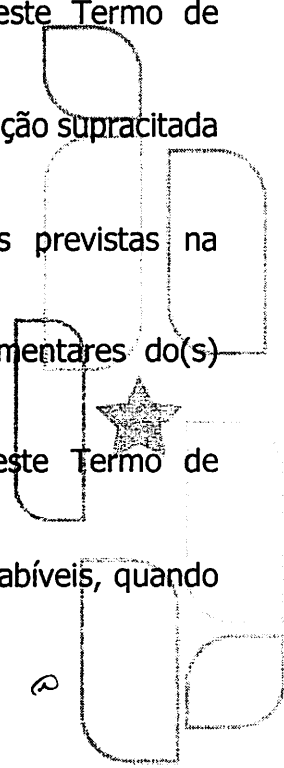 este Termo de
ção supracitada
s previstas na
mentares do(s)
este Termo de
abíveis, quando